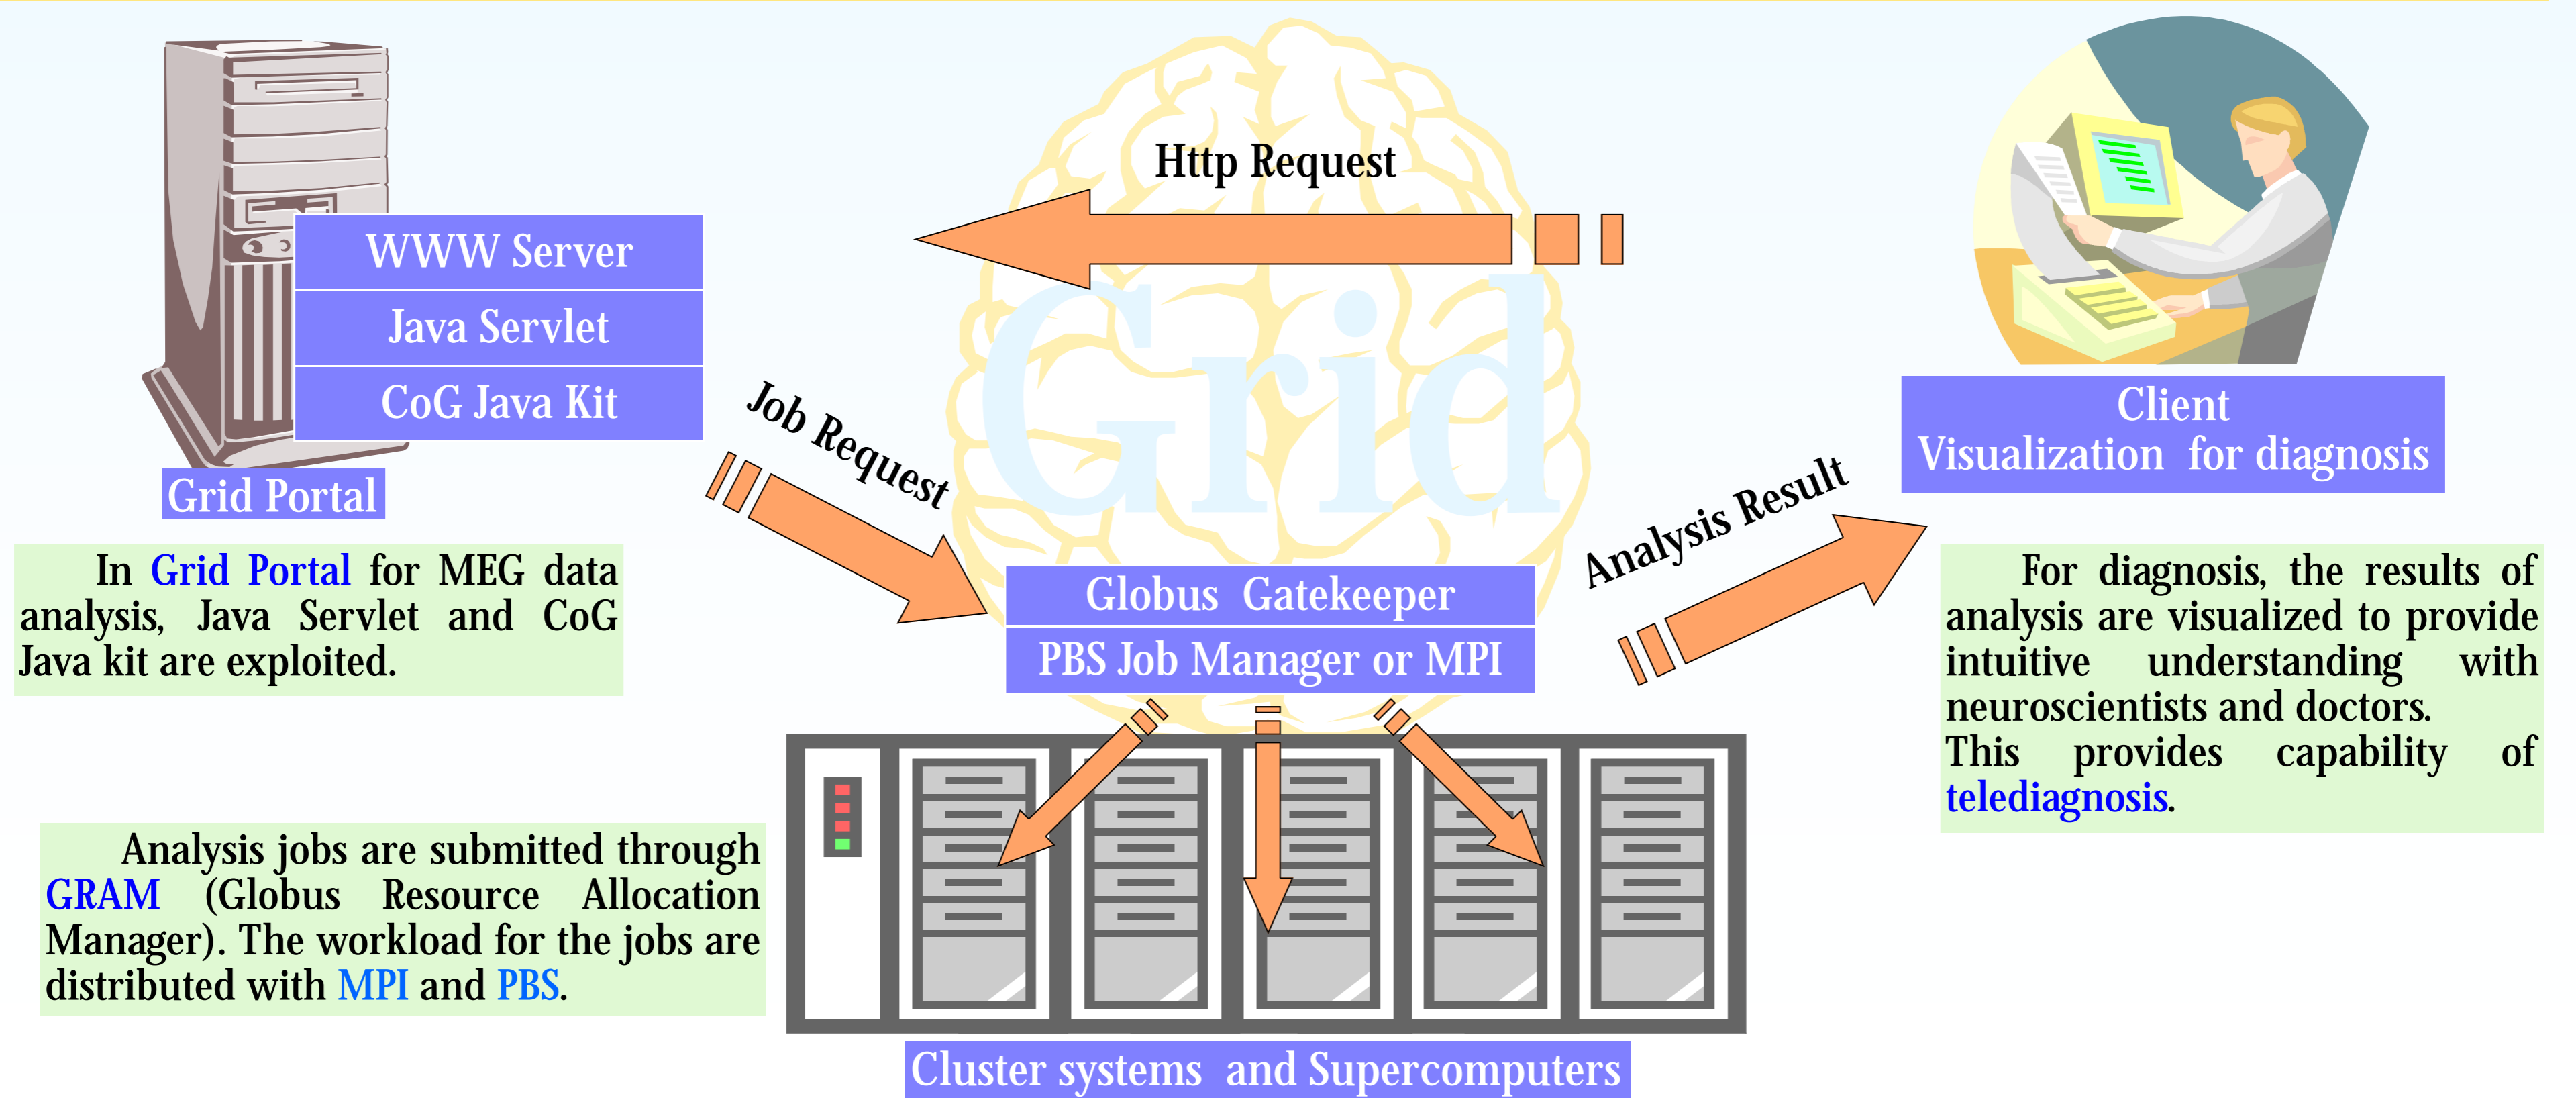 Http Request
Grid
WWW Server
Java Servlet
CoG Java Kit
Grid Portal
Job Request
Client
Visualization for diagnosis
Analysis Result
In Grid Portal for MEG data
analysis, Java Servlet and CoG
Java kit are exploited.
Globus Gatekeeper
PBS Job Manager or MPI
For diagnosis, the results of
analysis are visualized to provide
intuitive understanding with
neuroscientists and doctors.
This provides capability of
telediagnosis.
Analysis jobs are submitted through
GRAM (Globus Resource Allocation
Manager). The workload for the jobs are
distributed with MPI and PBS.
Cluster systems and Supercomputers